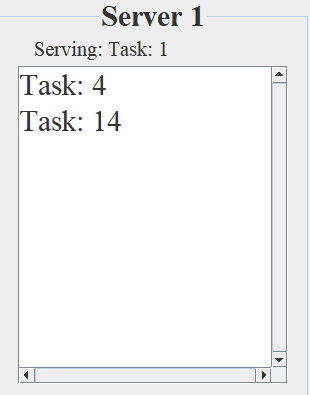 Server 1
Serving: Task: 1
Task: 4
Task: 14